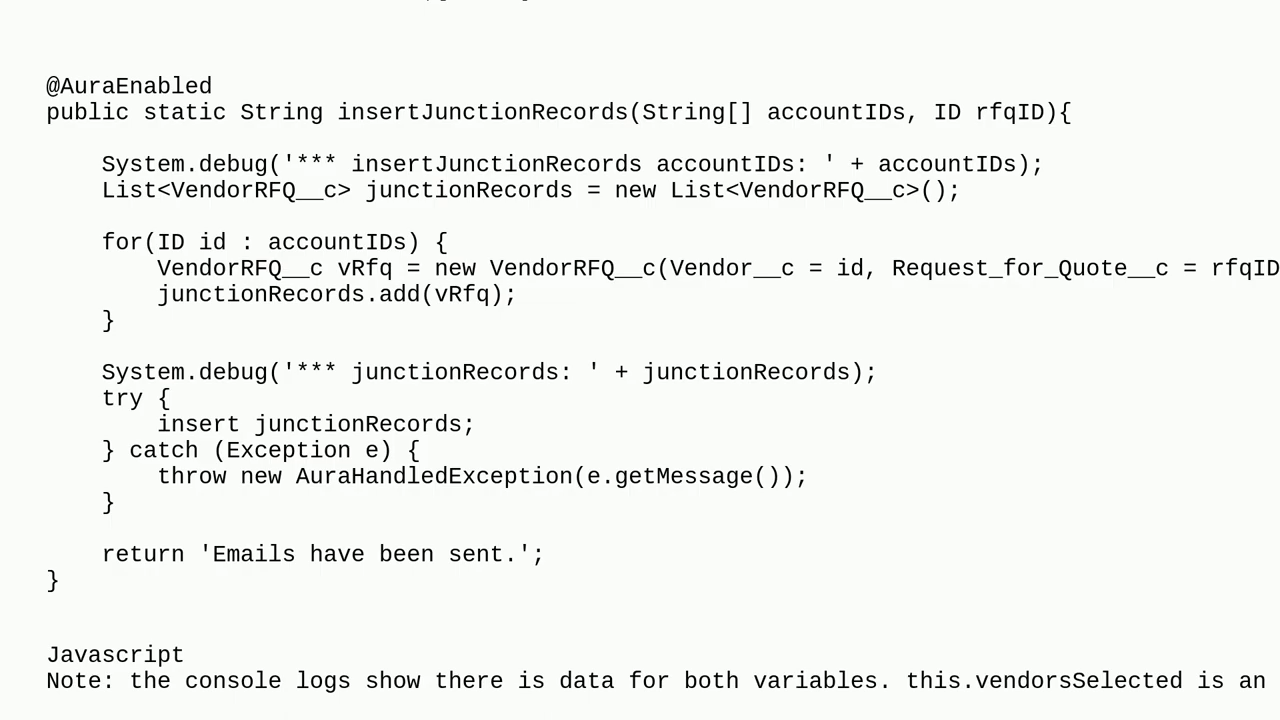 @AuraEnabled
public static String insertJunctionRecords(String[] accountIDs, ID rfqID){
System.debug('*** insertJunctionRecords accountIDs: ' + accountIDs);
List<VendorRFQ__c> junctionRecords = new List<VendorRFQ__c>();
for(ID id : accountIDs) {
VendorRFQ__c vRfq = new VendorRFQ__c(Vendor__c = id, Request_for_Quote__c = rfqID
junctionRecords.add(vRfq);
}
System.debug('*** junctionRecords: ' + junctionRecords);
try {
insert junctionRecords;
} catch (Exception e) {
throw new AuraHandledException(e.getMessage());
}
return 'Emails have been sent.';
}
Javascript
Note: the console logs show there is data for both variables. this.vendorsSelected is an